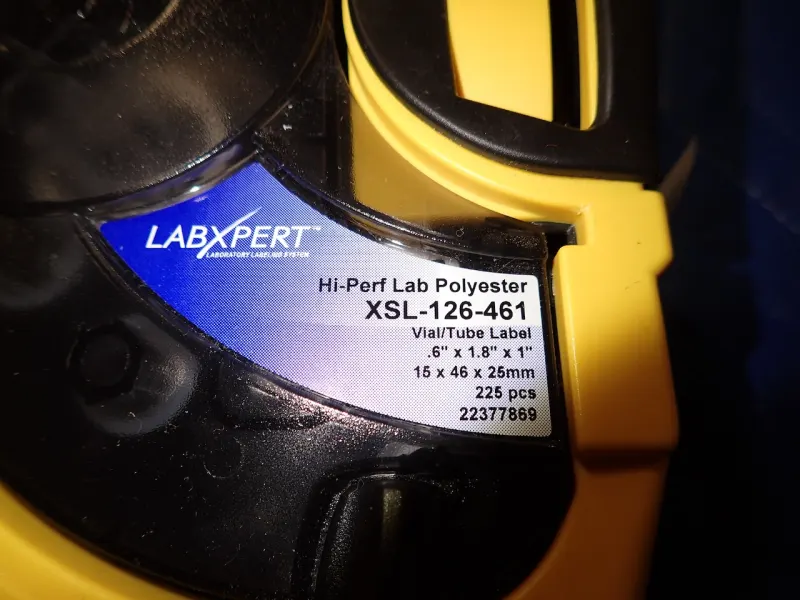 LABXPERT™
LABORATORY LABELING SYSTEM
Hi-Perf Lab Polyester
XSL-126-461
Vial/Tube Label
.6" x 1.8" x 1"
15 x 46 x 25mm
225 pcs
22377869